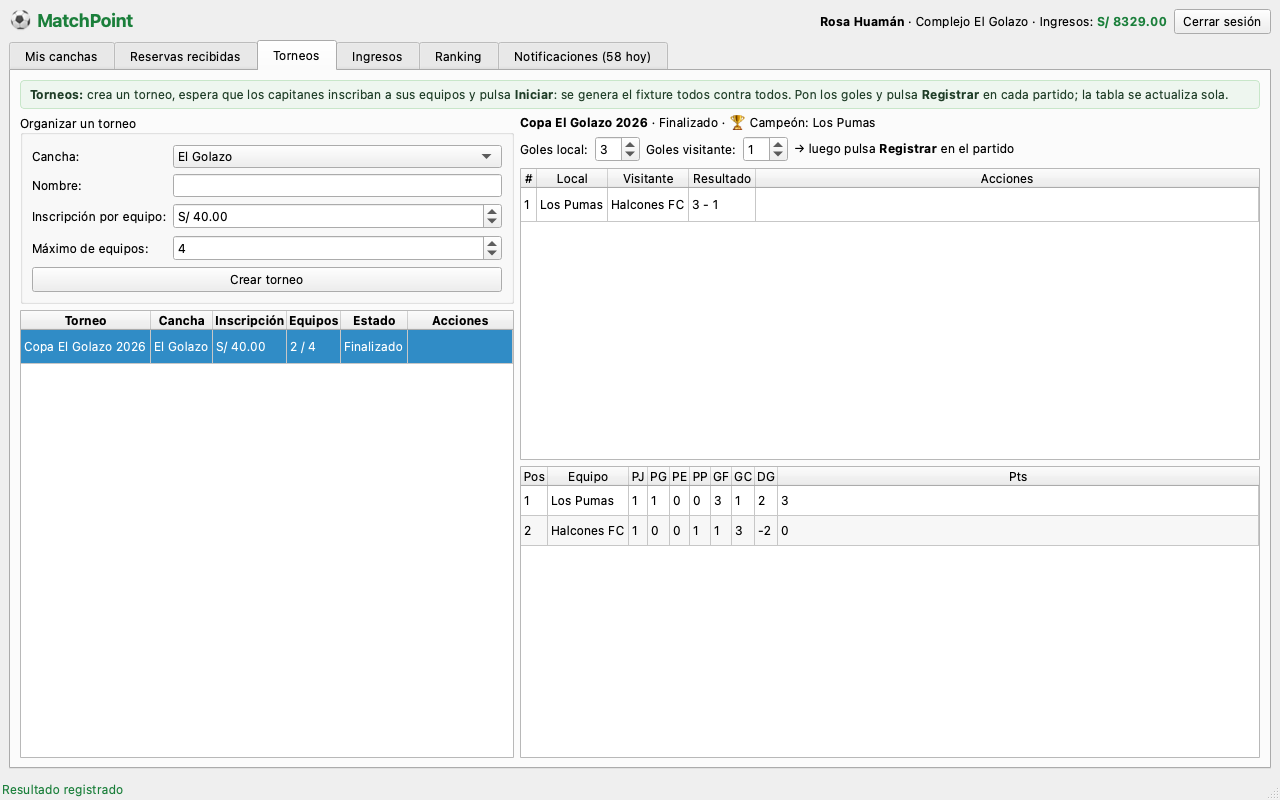 MatchPoint
Rosa Huamán · Complejo El Golazo · Ingresos: S/ 8329.00
Cerrar sesión
Mis canchas
Reservas recibidas
Torneos
Ingresos
Ranking
Notificaciones (58 hoy)
Torneos: crea un torneo, espera que los capitanes inscriban a sus equipos y pulsa Iniciar: se genera el fixture todos contra todos. Pon los goles y pulsa Registrar en cada partido; la tabla se actualiza sola.
Organizar un torneo
Cancha: El Golazo
Nombre:
Inscripción por equipo: S/ 40.00
Máximo de equipos: 4
Crear torneo
Torneo Cancha Inscripción Equipos Estado Acciones
Copa El Golazo 2026 El Golazo S/ 40.00 2 / 4 Finalizado
Copa El Golazo 2026 · Finalizado · 🏆 Campeón: Los Pumas
Goles local: 3 Goles visitante: 1 → luego pulsa Registrar en el partido
# Local Visitante Resultado Acciones
1 Los Pumas Halcones FC 3 - 1
Pos Equipo PJ PG PE PP GF GC DG Pts
1 Los Pumas 1 1 0 0 3 1 2 3
2 Halcones FC 1 0 0 1 1 3 -2 0
Resultado registrado